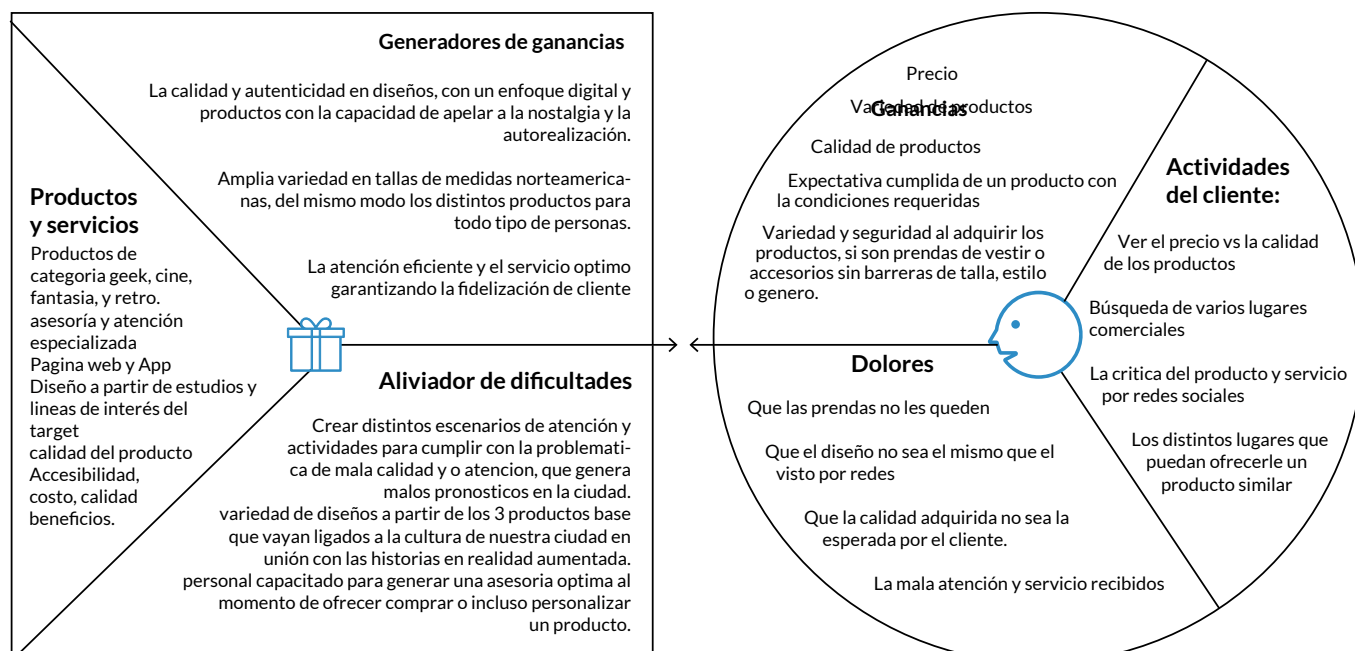 Generadores de ganancias
La calidad y autenticidad en diseños, con un enfoque digital y
productos con la capacidad de apelar a la nostalgia y la
autorealización.
Amplia variedad en tallas de medidas norteamerica-
nas, del mismo modo los distintos productos para
todo tipo de personas.
La atención eficiente y el servicio optimo
garantizando la fidelización de cliente
Productos
y servicios
Productos de
categoria geek, cine,
fantasia, y retro.
asesoría y atención
especializada
Pagina web y App
Diseño a partir de estudios y
lineas de interés del
target
calidad del producto
Accesibilidad,
costo, calidad
beneficios.
Aliviador de dificultades
Crear distintos escenarios de atención y
actividades para cumplir con la problemati-
ca de mala calidad y o atencion, que genera
malos pronosticos en la ciudad.
variedad de diseños a partir de los 3 productos base
que vayan ligados a la cultura de nuestra ciudad en
unión con las historias en realidad aumentada.
personal capacitado para generar una asesoria optima al
momento de ofrecer comprar o incluso personalizar
un producto.
Precio
Variedad de productos
Ganancias
Calidad de productos
Expectativa cumplida de un producto con
la condiciones requeridas
Variedad y seguridad al adquirir los
productos, si son prendas de vestir o
accesorios sin barreras de talla, estilo
o genero.
Actividades
del cliente:
Ver el precio vs la calidad
de los productos
Búsqueda de varios lugares
comerciales
La critica del producto y servicio
por redes sociales
Los distintos lugares que
puedan ofrecerle un
producto similar
Dolores
Que las prendas no les queden
Que el diseño no sea el mismo que el
visto por redes
Que la calidad adquirida no sea la
esperada por el cliente.
La mala atención y servicio recibidos